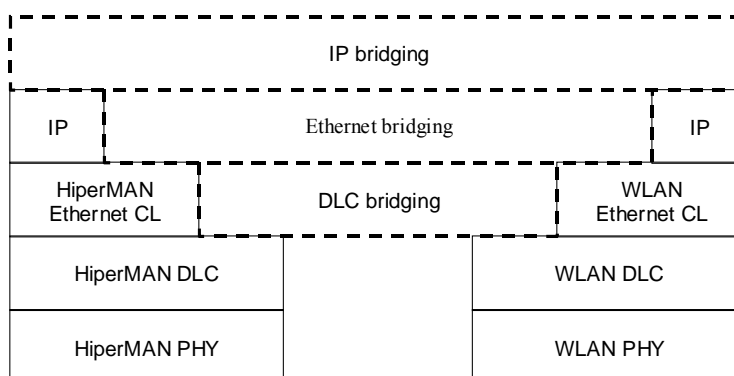 IP bridging
IP
Ethernet bridging
IP
HiperMAN
Ethernet CL
DLC bridging
WLAN
Ethernet CL
HiperMAN DLC
WLAN DLC
HiperMAN PHY
WLAN PHY